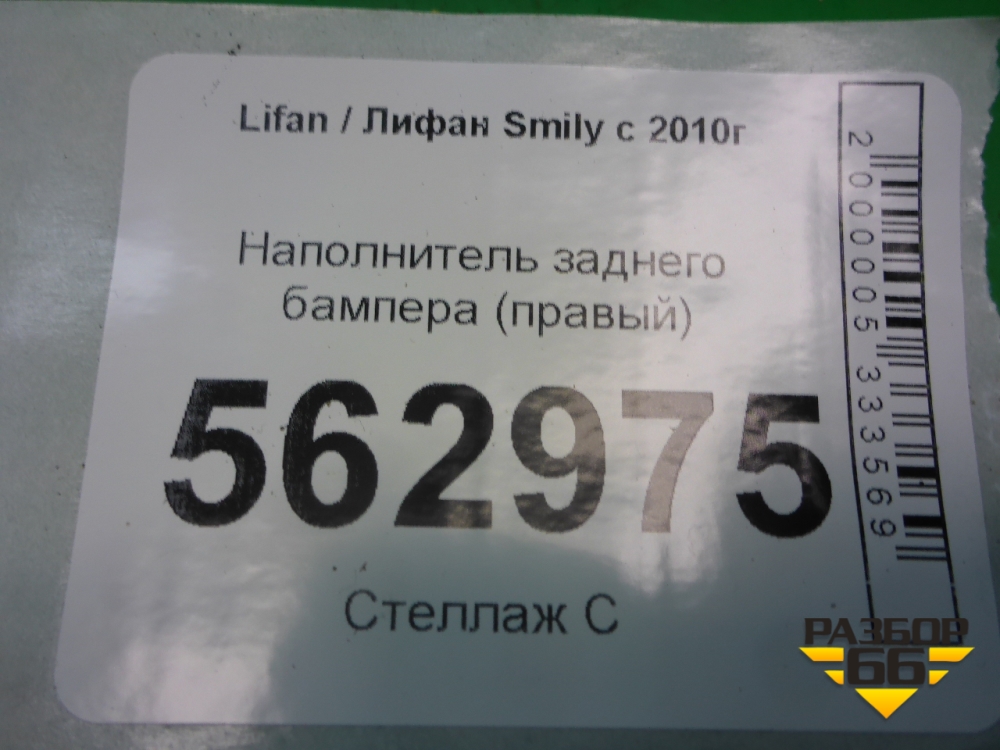 Lifan / Лифан Smily с 2010г
Наполнитель заднего
бампера (правый)
562975
Стеллаж С
2000005333569
РАЗБОР
66